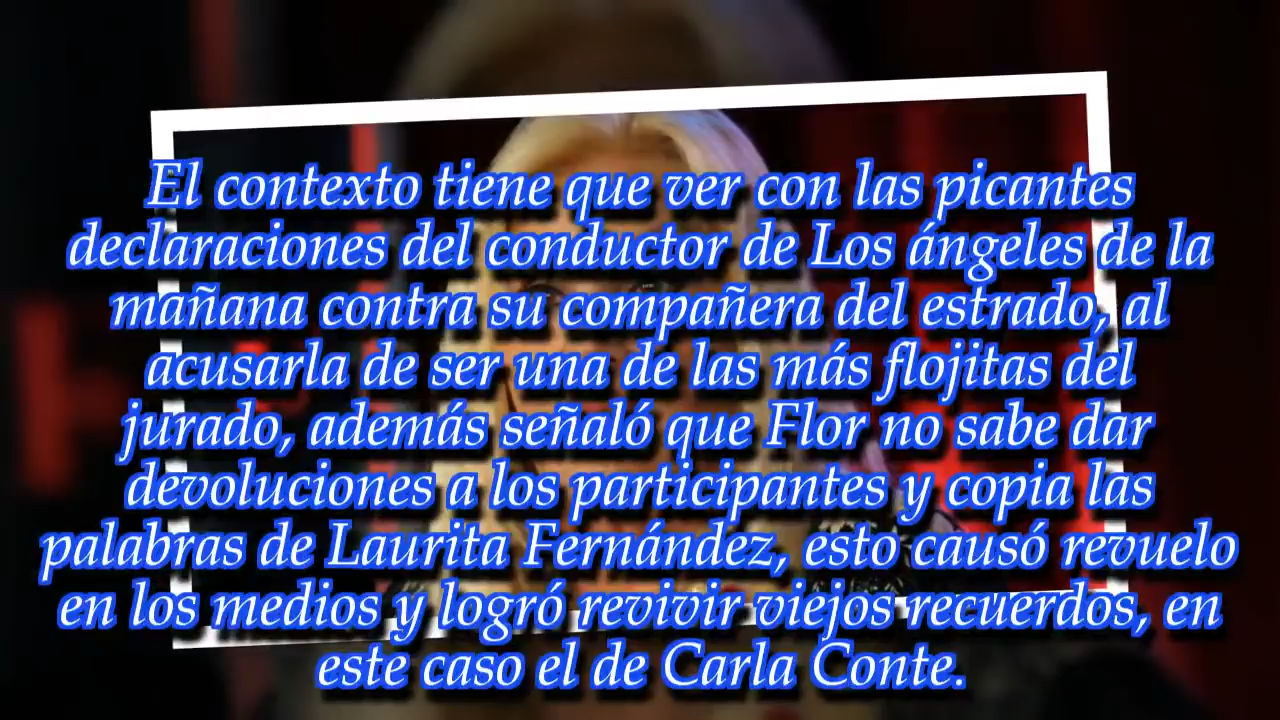 El contexto tiene que ver con las picantes
declaraciones del conductor de Los ángeles de la
mañana contra su compañera del estrado, al
acusarla de ser una de las más flojitas del
jurado, además señaló que Flor no sabe dar
devoluciones a los participantes y copia las
palabras de Laurita Fernández, esto causó revuelo
en los medios y logró revivir viejos recuerdos, en
este caso el de Carla Conte.